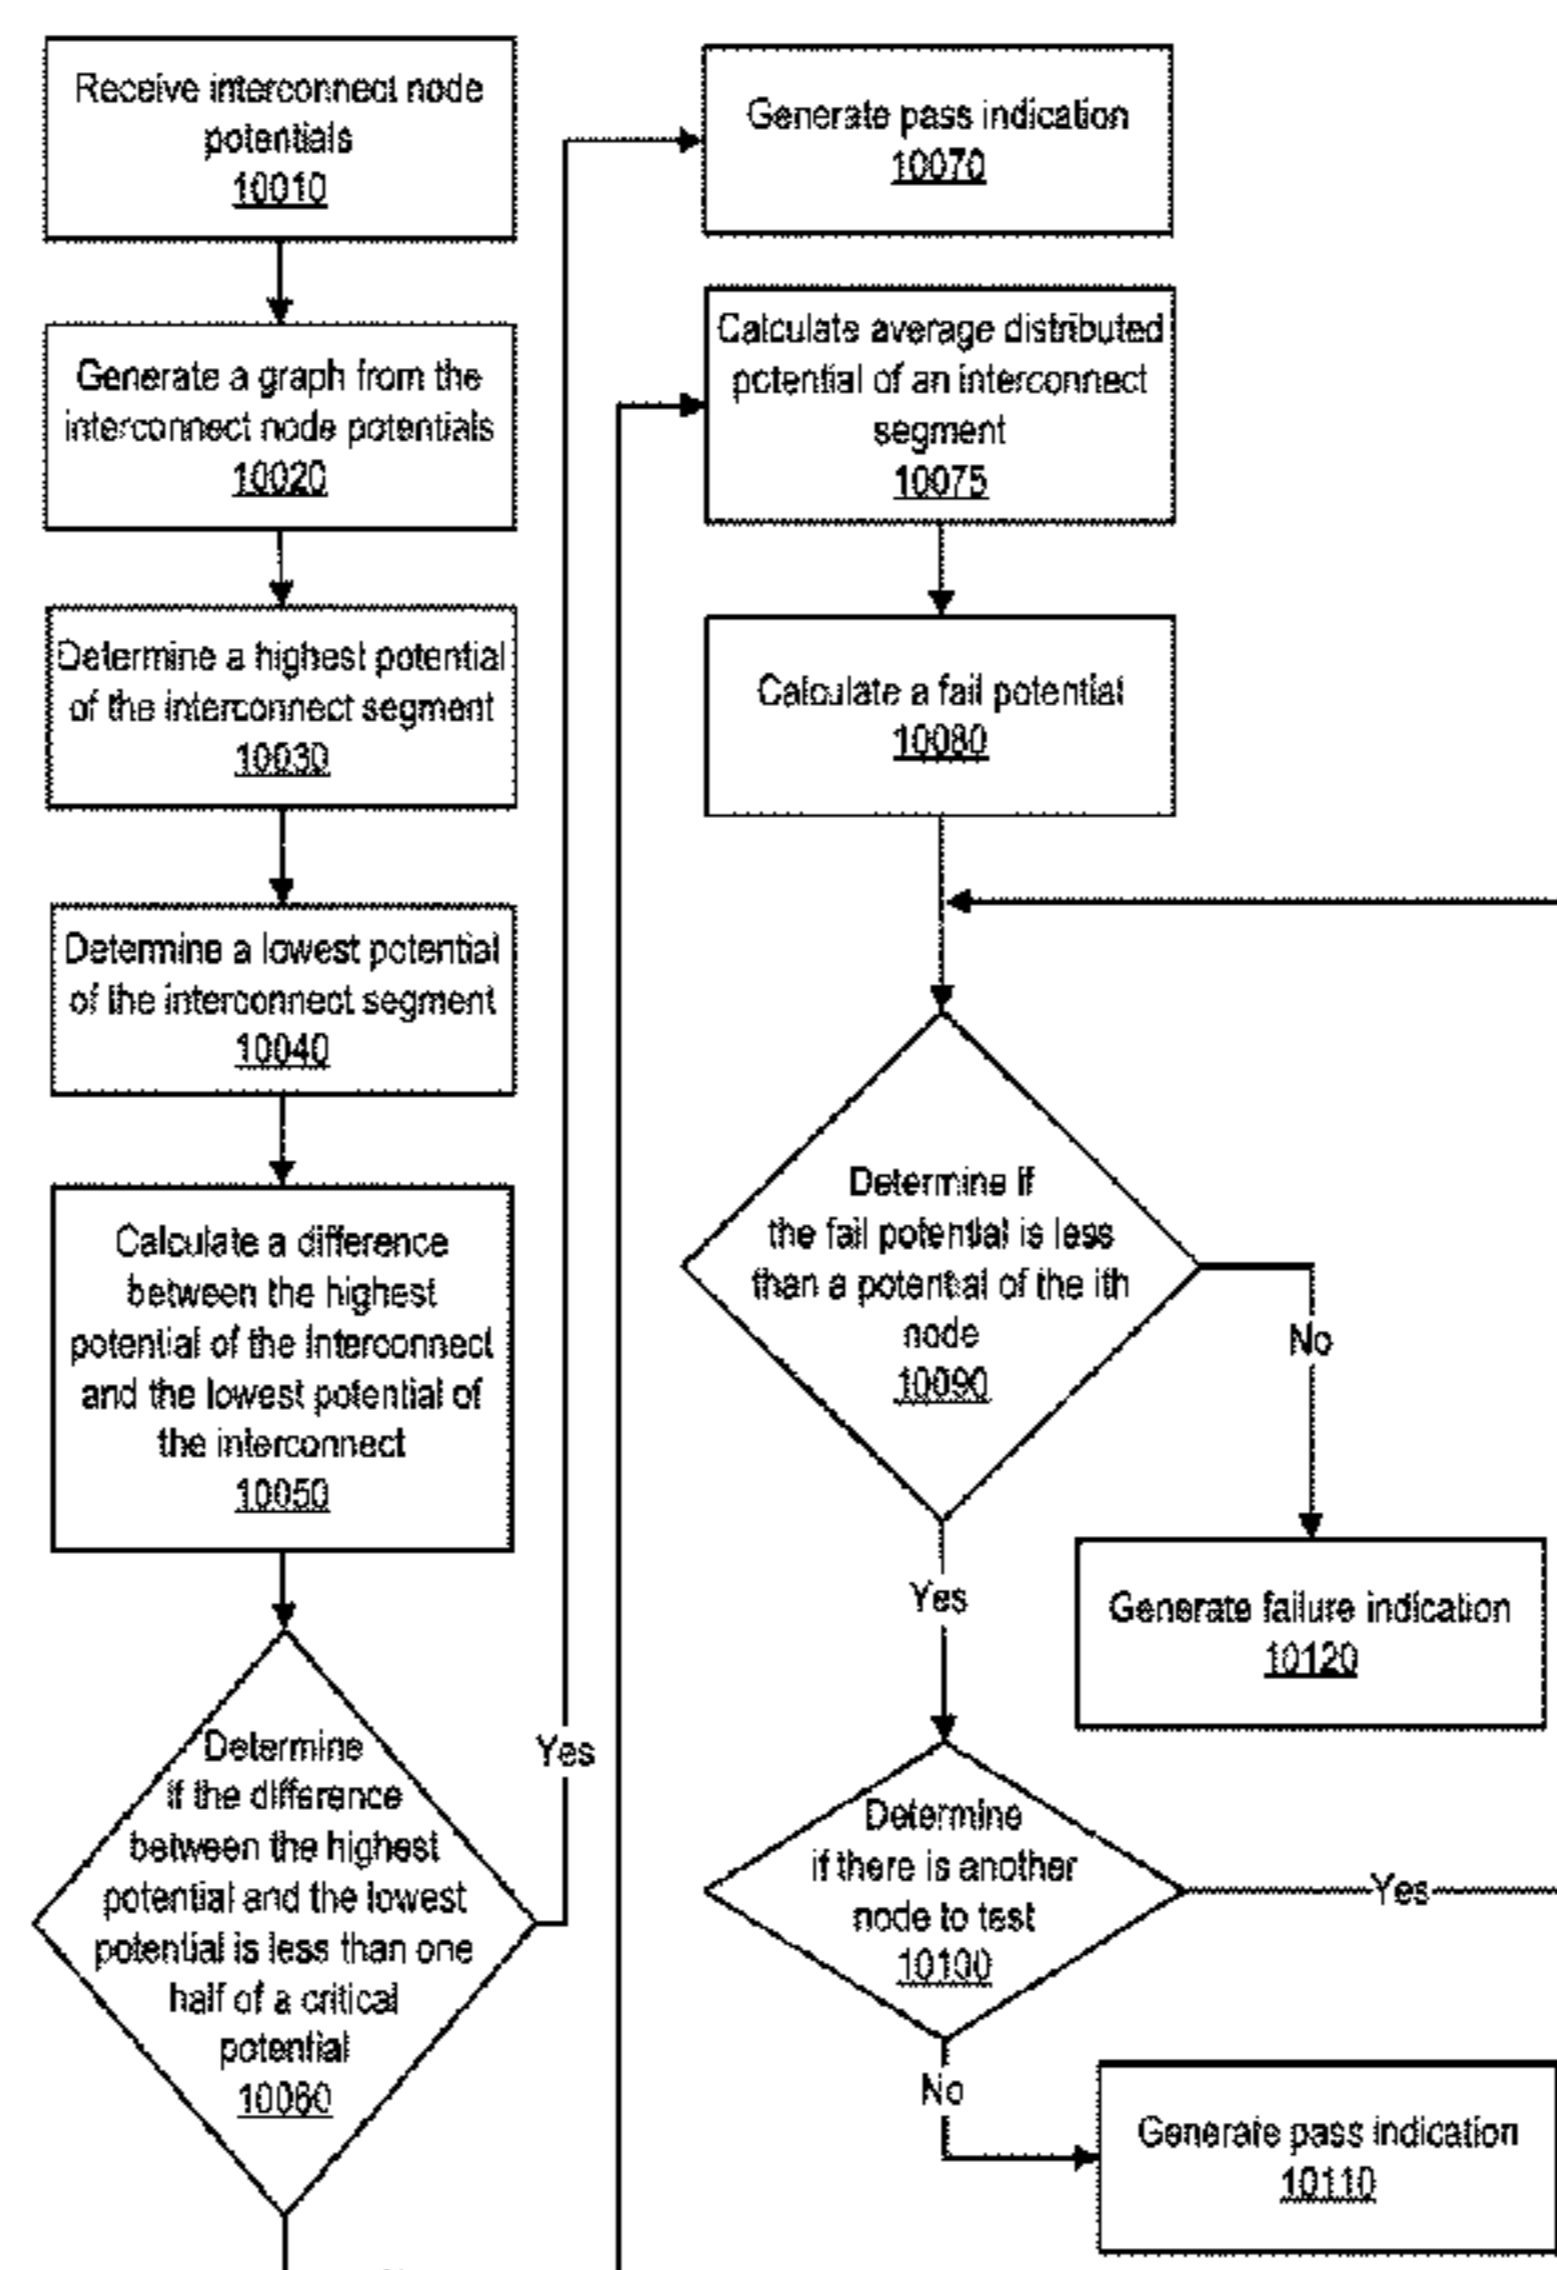 Receive interconnect node
potentials
10010
Generate a graph from the
interconnect node potentials
10020
Determine a highest potential
of the interconnect segment
10030
Determine a lowest potential
of the interconnect segment
10040
Calculate a difference
between the highest
potential of the interconnect
and the lowest potential of
the interconnect
10050
Determine
if the difference
between the highest
potential and the lowest
potential is less than one
half of a critical
potential
10060
Yes
Generate pass indication
10070
Calculate average distributed
potential of an interconnect
segment
10075
Calculate a fail potential
10080
Determine if
the fail potential is less
than a potential of the ith
node
10090
No
Generate failure indication
10120
Yes
Determine
if there is another
node to test
10100
Yes
No
Generate pass indication
10110